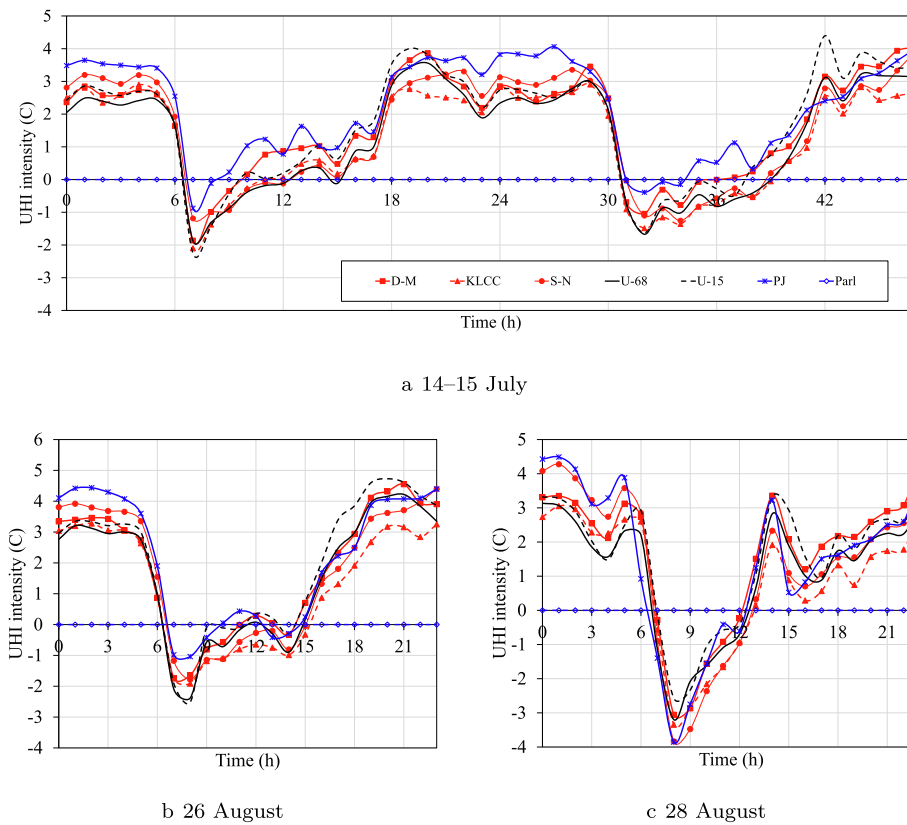 5
4
3
2
1
0
-1
-2
-3
-4
UHI intensity (C)
0 6 12 18 24 30 36 42
D-M KLCC S-N U-68 U-15 PJ Parl
Time (h)
a 14–15 July
6
5
4
3
2
1
0
-1
-2
-3
-4
UHI intensity (C)
0 3 6 9 12 15 18 21
Time (h)
b 26 August
5
4
3
2
1
0
-1
-2
-3
-4
UHI intensity (C)
0 3 6 9 12 15 18 21
Time (h)
c 28 August